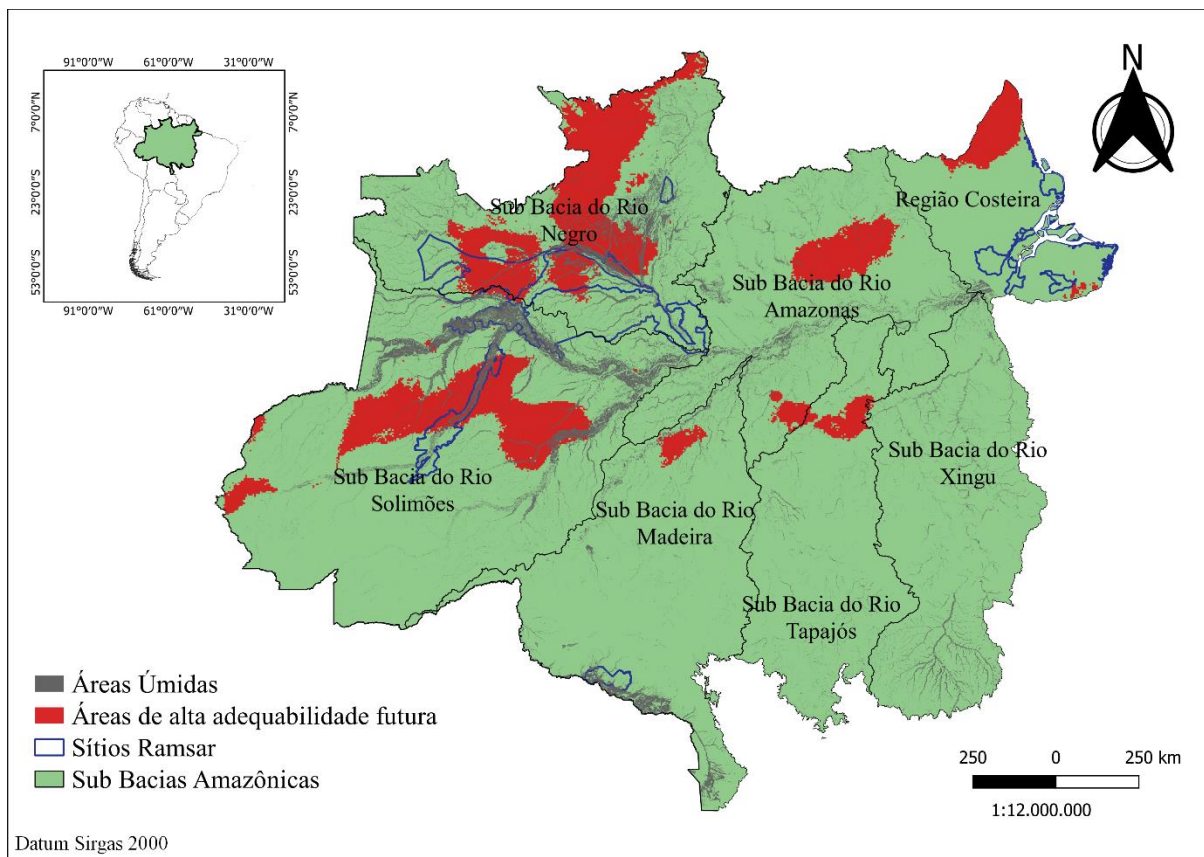 91°0'0"W 61°0'0"W 31°0'0"W
7°0'0"N 7°0'0"N
23°0'0"S 23°0'0"S
53°0'0"S 53°0'0"S
91°0'0"W 61°0'0"W 31°0'0"W
N
Sub Bacia do Rio
Negro
Região Costeira
Sub Bacia do Rio
Amazonas
Sub Bacia do Rio
Solimões
Sub Bacia do Rio
Xingu
Sub Bacia do Rio
Madeira
Sub Bacia do Rio
Tapajós
Áreas Úmidas
Áreas de alta adequabilidade futura
Sítios Ramsar
Sub Bacias Amazônicas
250 0 250 km
1:12.000.000
Datum Sirgas 2000